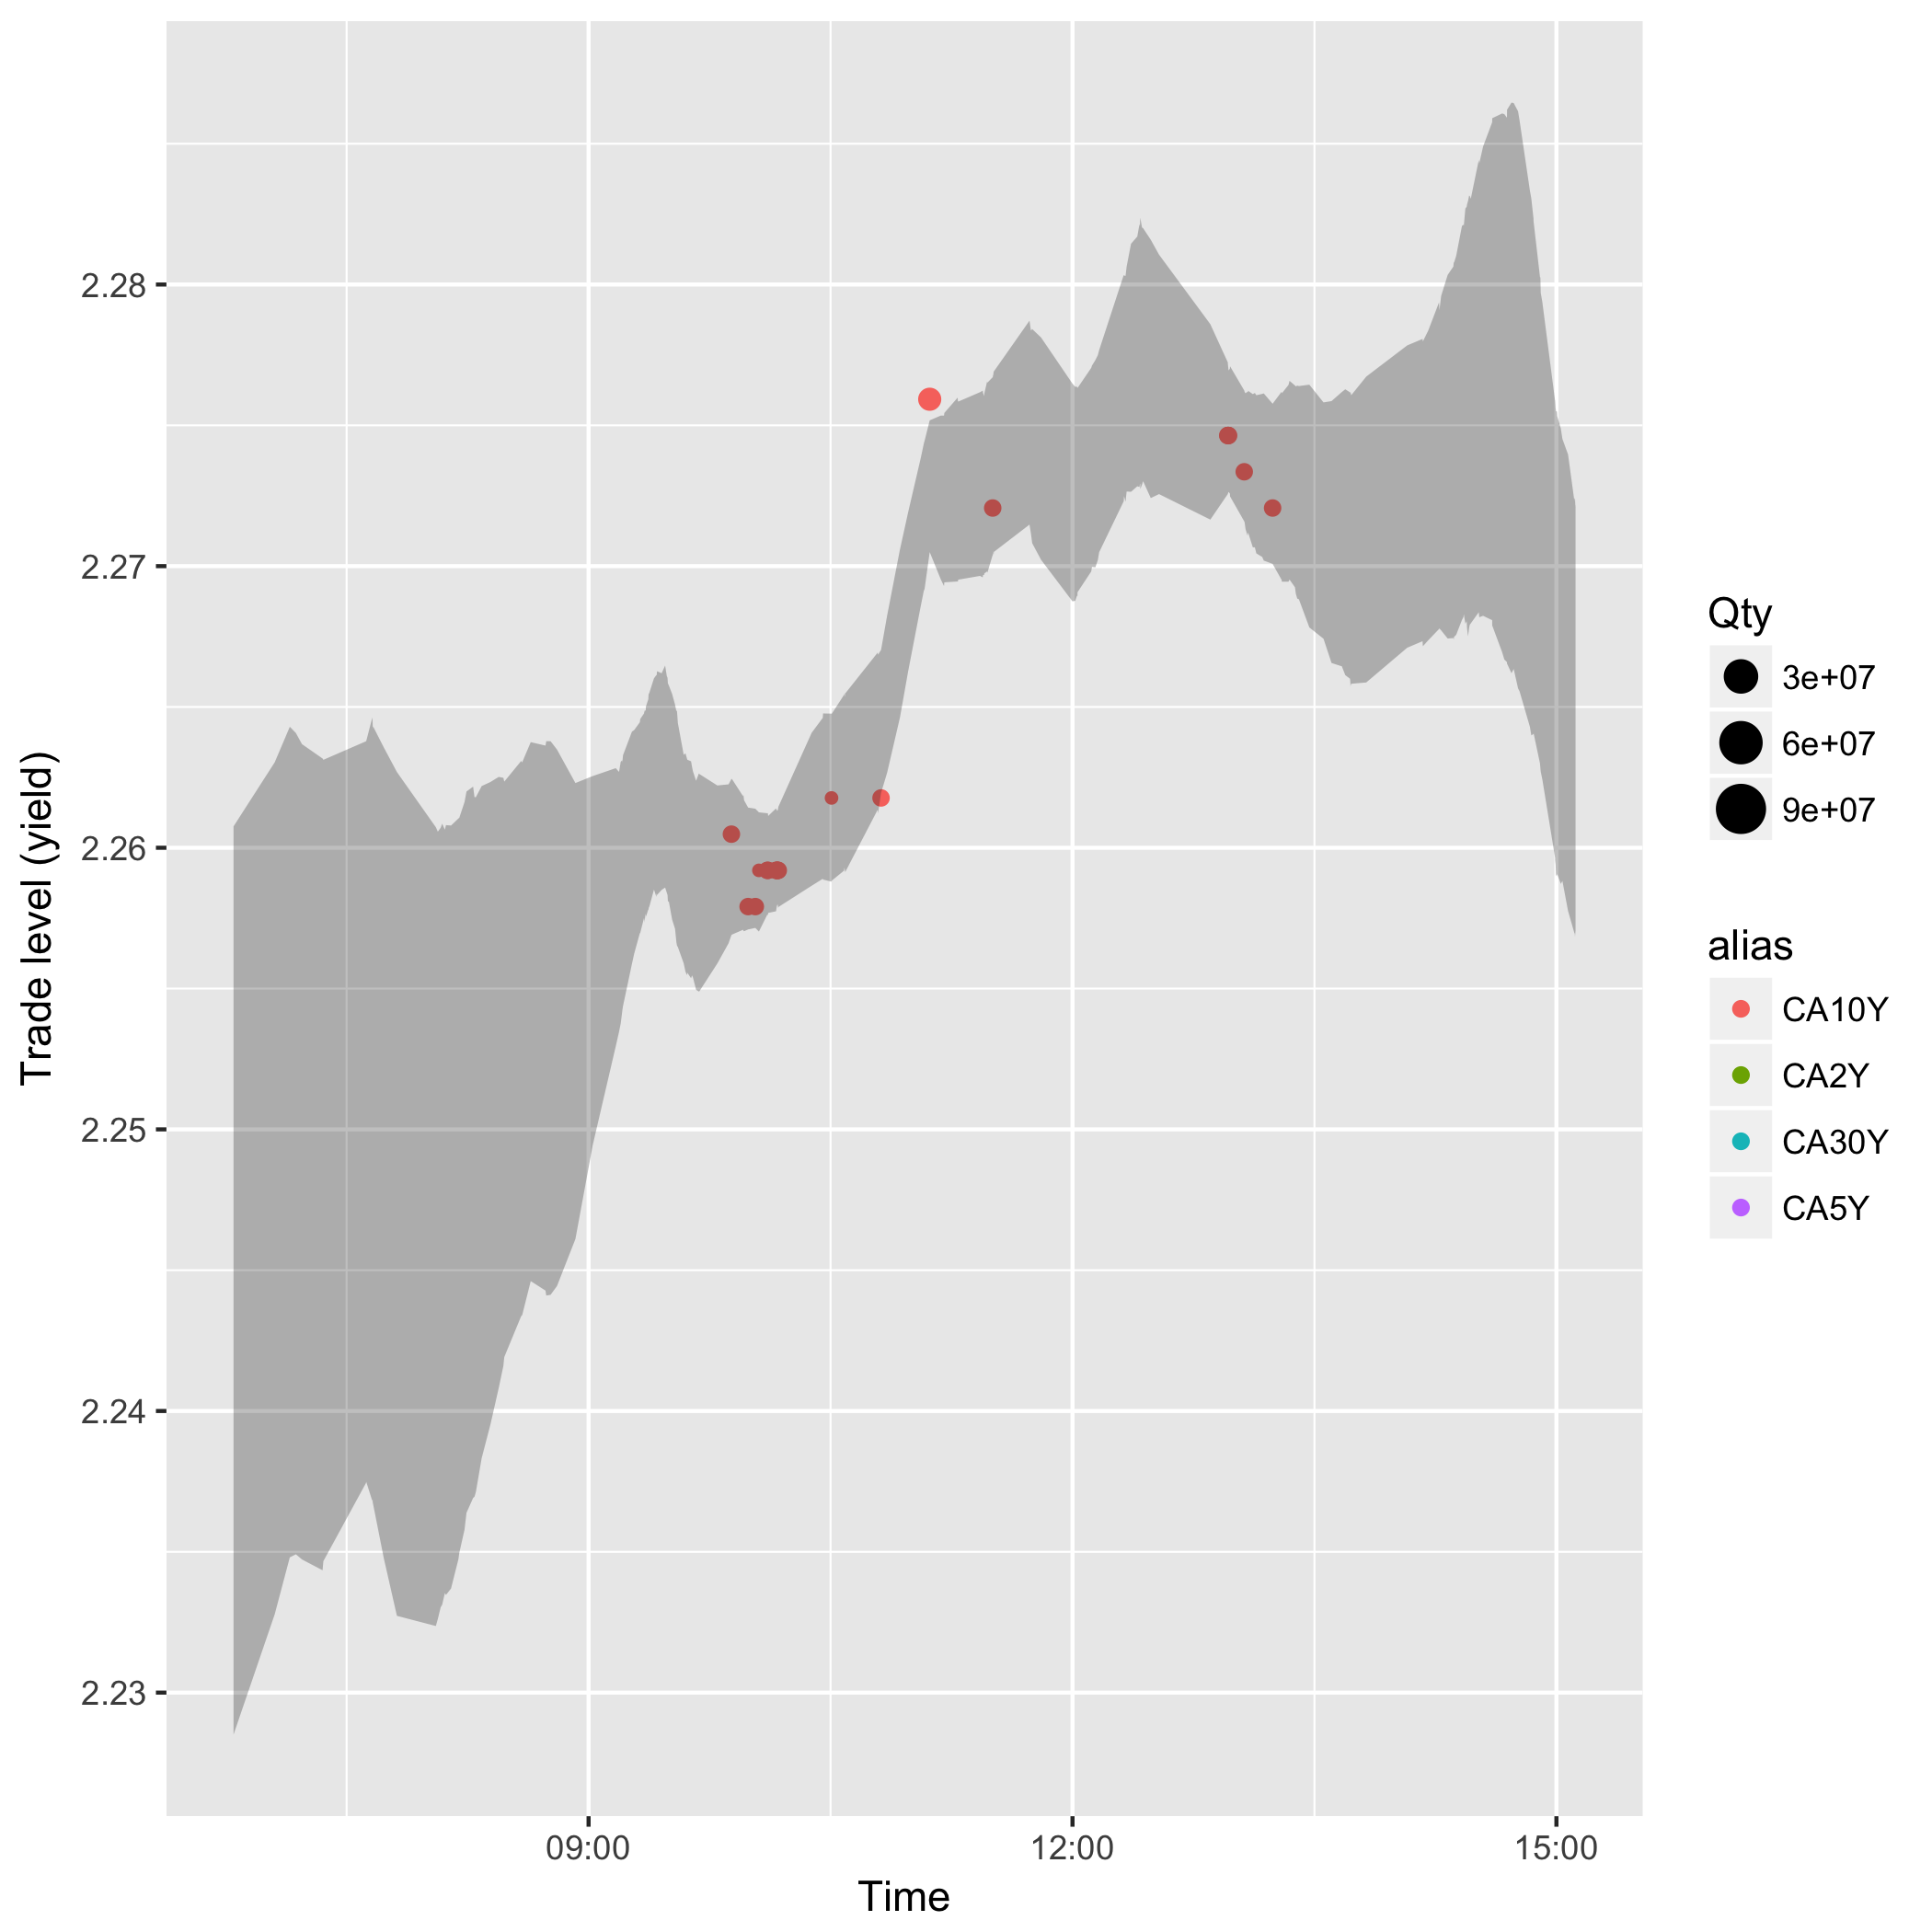 Trade level (yield)
2.28
2.27
2.26
2.25
2.24
2.23
09:00
12:00
15:00
Time
Qty
3e+07
6e+07
9e+07
alias
CA10Y
CA2Y
CA30Y
CA5Y